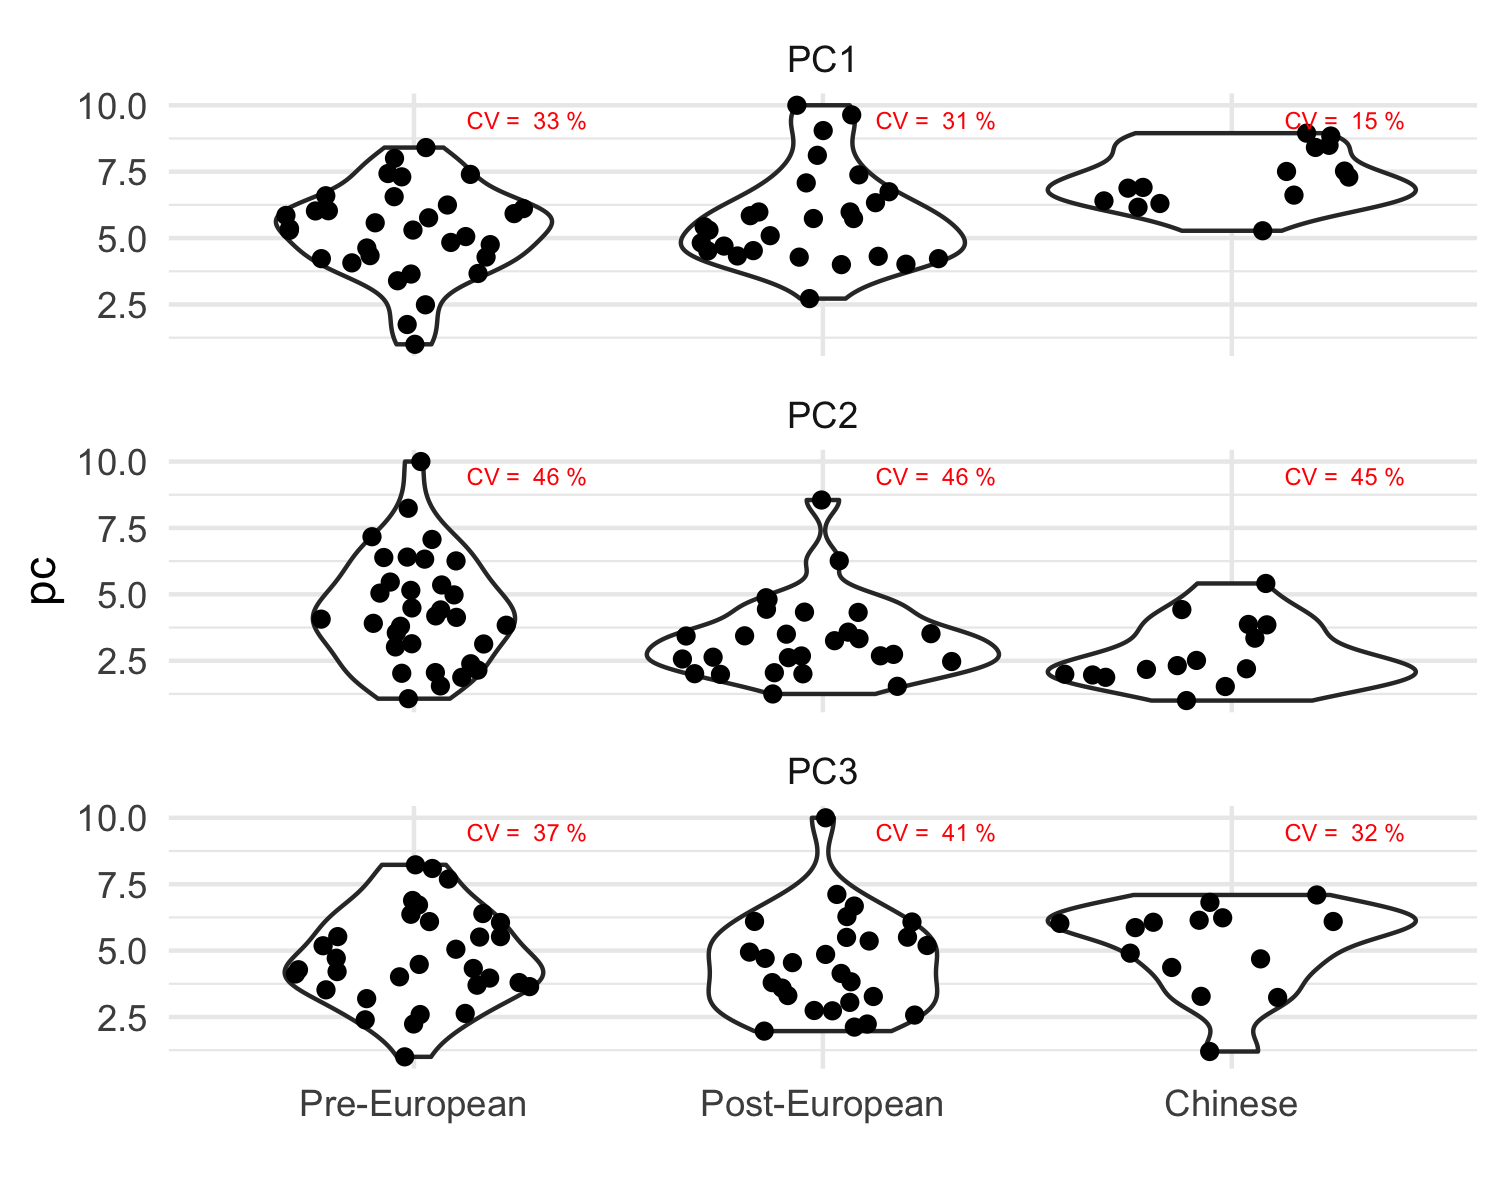 PC1
10.0
7.5
5.0
2.5
CV = 33 %
CV = 31 %
CV = 15 %
PC2
10.0
7.5
5.0
2.5
CV = 46 %
CV = 46 %
CV = 45 %
pc
PC3
10.0
7.5
5.0
2.5
CV = 37 %
CV = 41 %
CV = 32 %
Pre-European
Post-European
Chinese